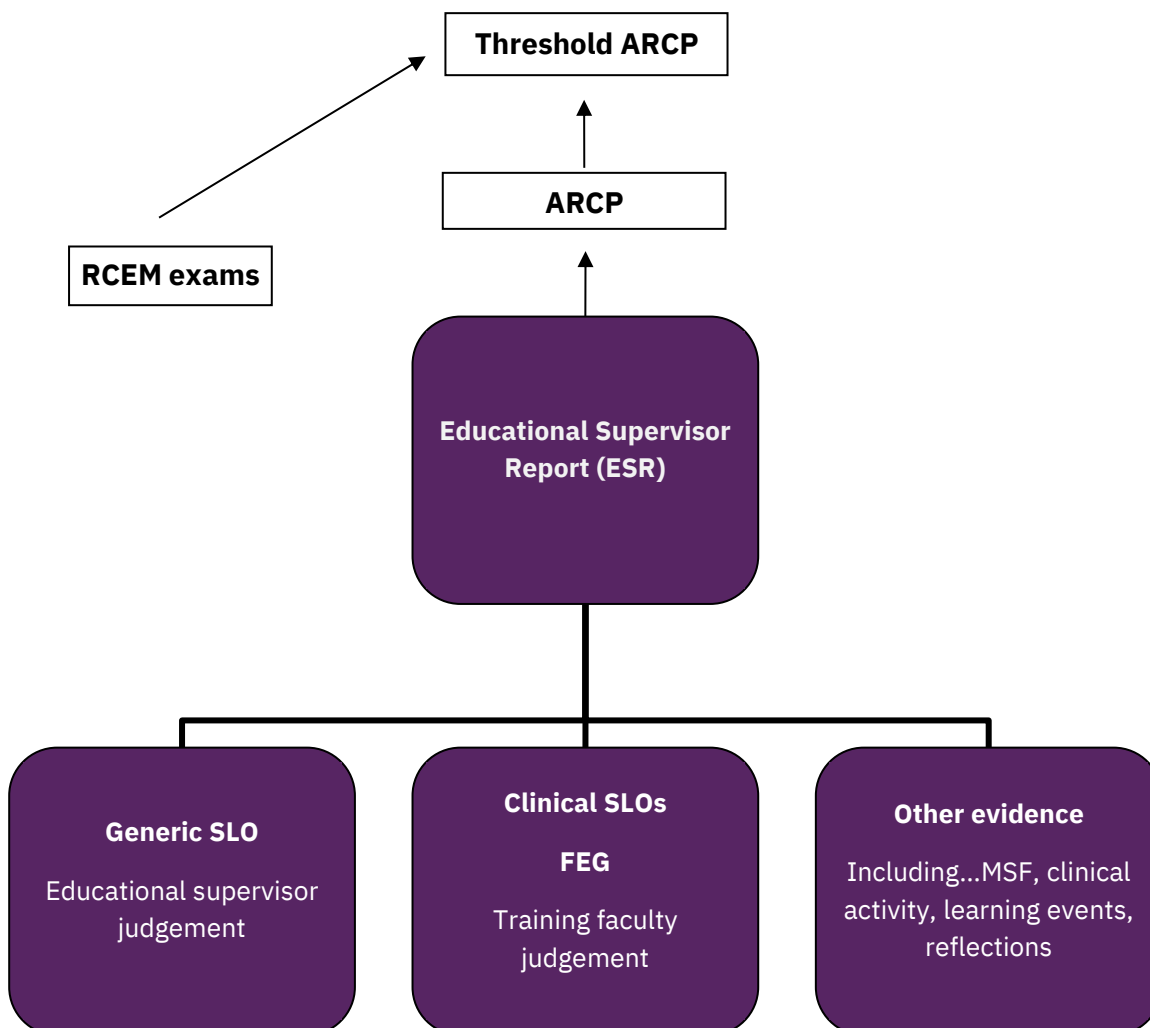 Threshold ARCP
ARCP
RCEM exams
Educational Supervisor
Report (ESR)
Generic SLO
Educational supervisor
judgement
Clinical SLOs
FEG
Training faculty
judgement
Other evidence
Including...MSF, clinical
activity, learning events,
reflections